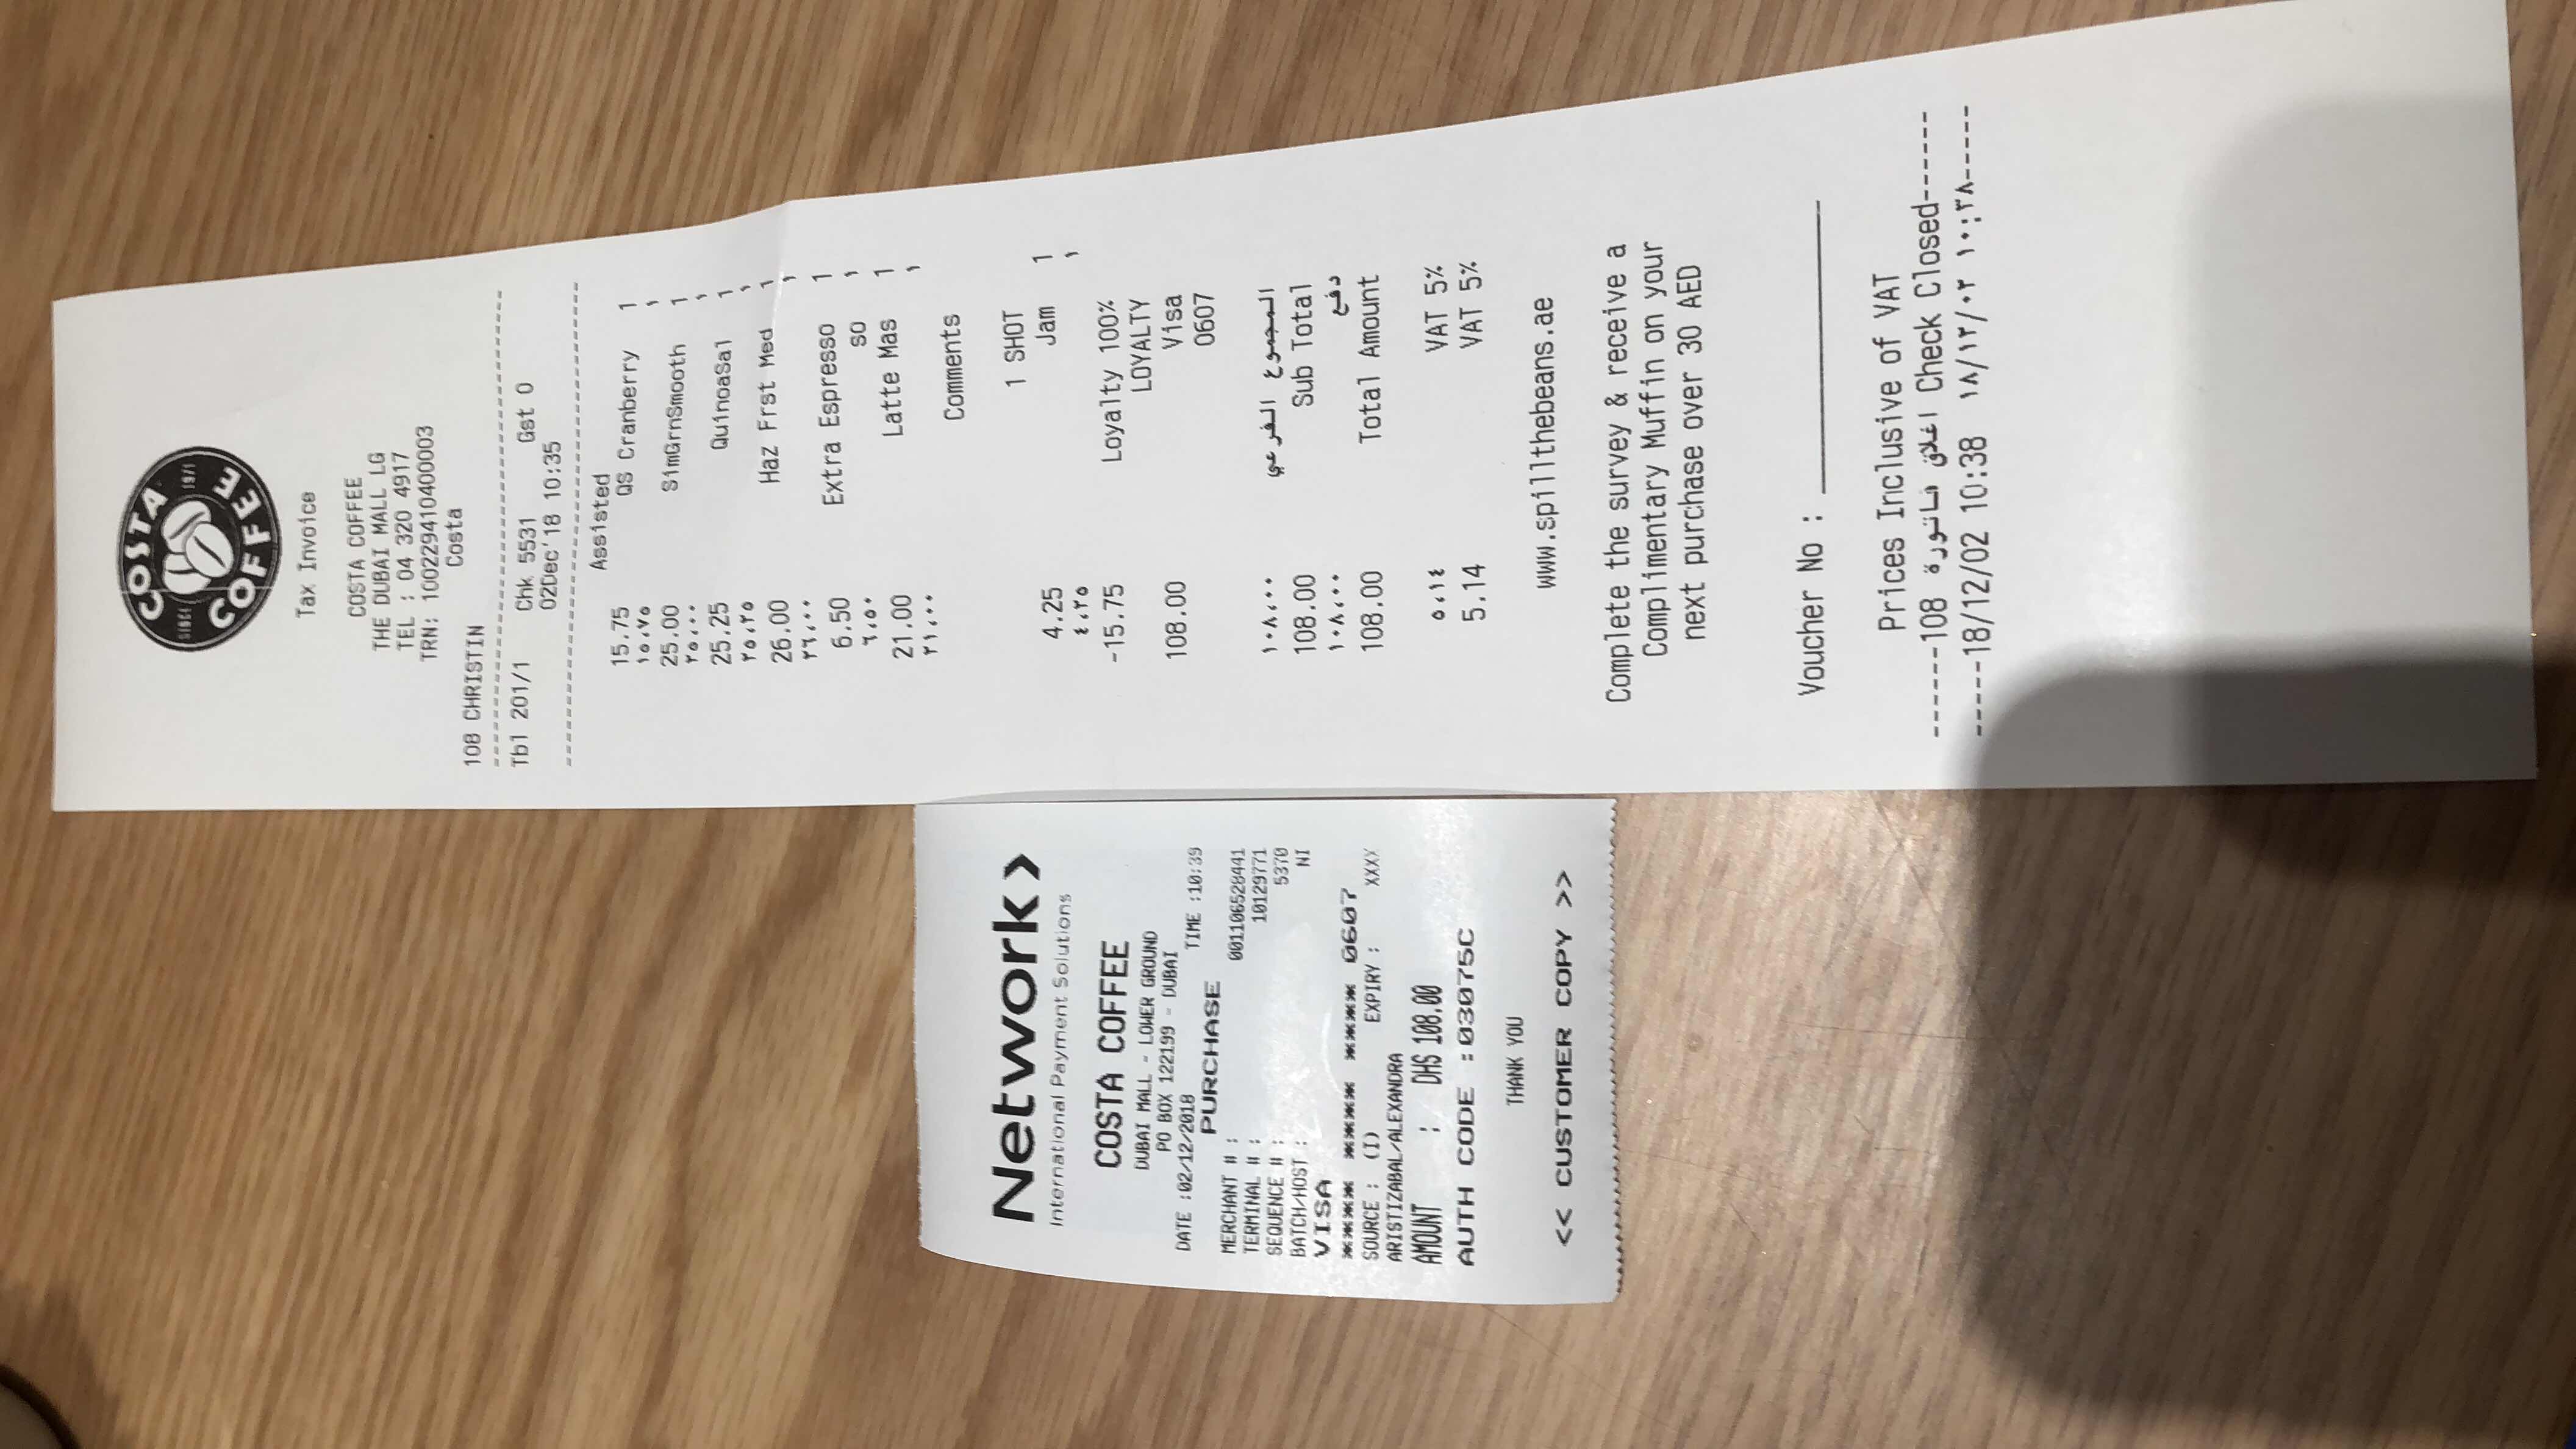 COSTA
SINCE 1971
COFFEE
Tax Invoice
COSTA COFFEE
THE DUBAI MALL LG
TEL : 04 320 4917
TRN: 100229410400003
Costa
108 CHRISTIN
Tbl 201/1 Chk 5531 Gst 0
02Dec'18 10:35
Assisted
15.75 QS Cranberry 1
١٥،٧٥ ١
25.00 SimGrnSmooth 1
٢٥،٠٠ ١
25.25 QuinoaSal 1
٢٥،٢٥ ١
26.00 Haz Frst Med 1
٢٦،٠٠ ١
6.50 Extra Espresso 1
٦،٥٠ so ١
21.00 Latte Mas 1
٢١،٠٠ ١
Comments
1 SHOT
4.25 Jam 1
٤،٢٥ ١
-15.75 Loyalty 100%
LOYALTY
108.00 Visa
0607
١٠٨،٠٠ المجموع الفرعي
108.00 Sub Total
١٠٨،٠٠ دفع
108.00 Total Amount
٥،١٤ VAT 5%
5.14 VAT 5%
www.spillthebeans.ae
Complete the survey & receive a
Complimentary Muffin on your
next purchase over 30 AED
Voucher No : ____________
Prices Inclusive of VAT
------108 اغلاق فاتورة Check Closed------
-----18/12/02 10:38 ١٨/١٢/٠٢ ١٠:٣٨-----
Network>
International Payment Solutions
COSTA COFFEE
DUBAI MALL - LOWER GROUND
PO BOX 122199 - DUBAI
DATE :02/12/2018 TIME :10:39
PURCHASE
MERCHANT # : 001106528441
TERMINAL # : 10129771
SEQUENCE # : 5370
BATCH/HOST : NI
VISA
**** **** **** 0607
SOURCE : (I) EXPIRY : XXXX
ARISTIZABAL/ALEXANDRA
AMOUNT : DHS 108.00
AUTH CODE :03075C
THANK YOU
<< CUSTOMER COPY >>